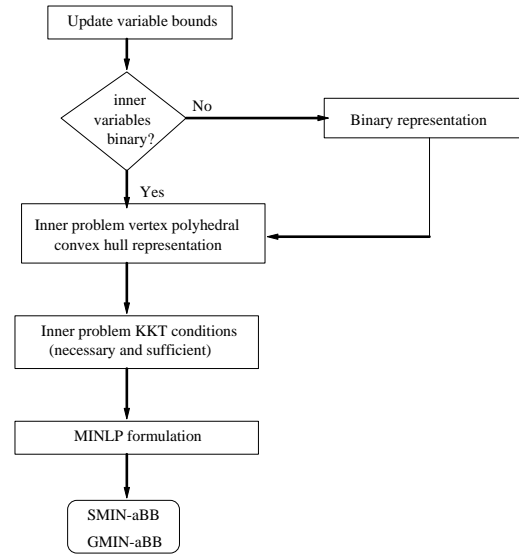 Update variable bounds
inner
variables
binary?
No
Binary representation
Yes
Inner problem vertex polyhedral
convex hull representation
Inner problem KKT conditions
(necessary and sufficient)
MINLP formulation
SMIN-aBB
GMIN-aBB